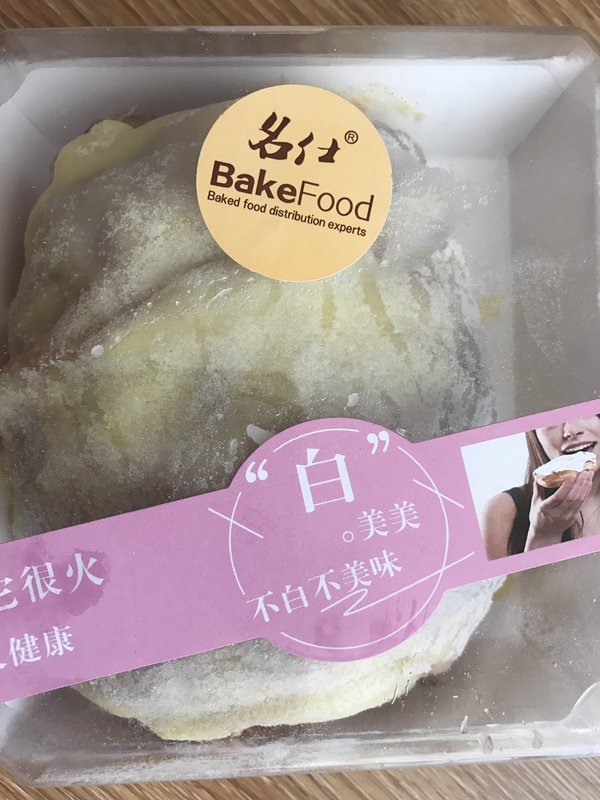 名仕®
BakeFood
Baked food distribution experts
“白”
。美美
不白不美味
很火
健康